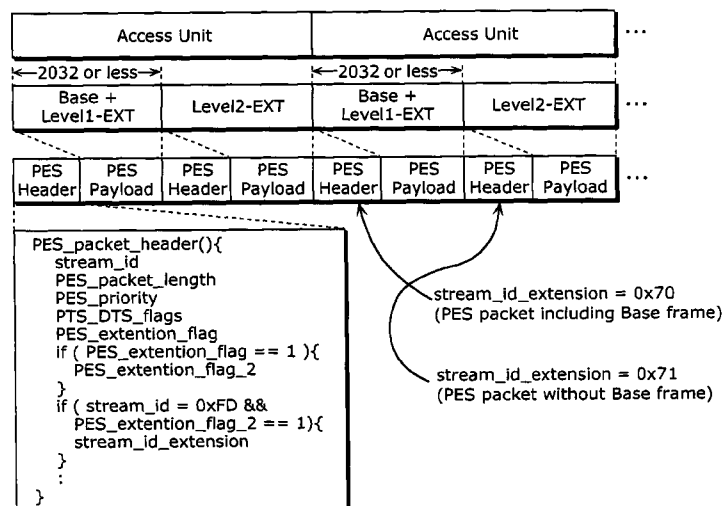 Access Unit Access Unit ...
2032 or less 2032 or less
Base + Level1-EXT Level2-EXT Base + Level1-EXT Level2-EXT ...
PES Header PES Payload PES Header PES Payload PES Header PES Payload PES Header PES Payload ...
PES_packet_header(){
stream_id
PES_packet_length
PES_priority
PTS_DTS_flags
PES_extention_flag
if ( PES_extention_flag == 1 ){
PES_extention_flag_2
}
if ( stream_id = 0xFD &&
PES_extention_flag_2 == 1){
stream_id_extension
}
:
}
stream_id_extension = 0x70
(PES packet including Base frame)
stream_id_extension = 0x71
(PES packet without Base frame)